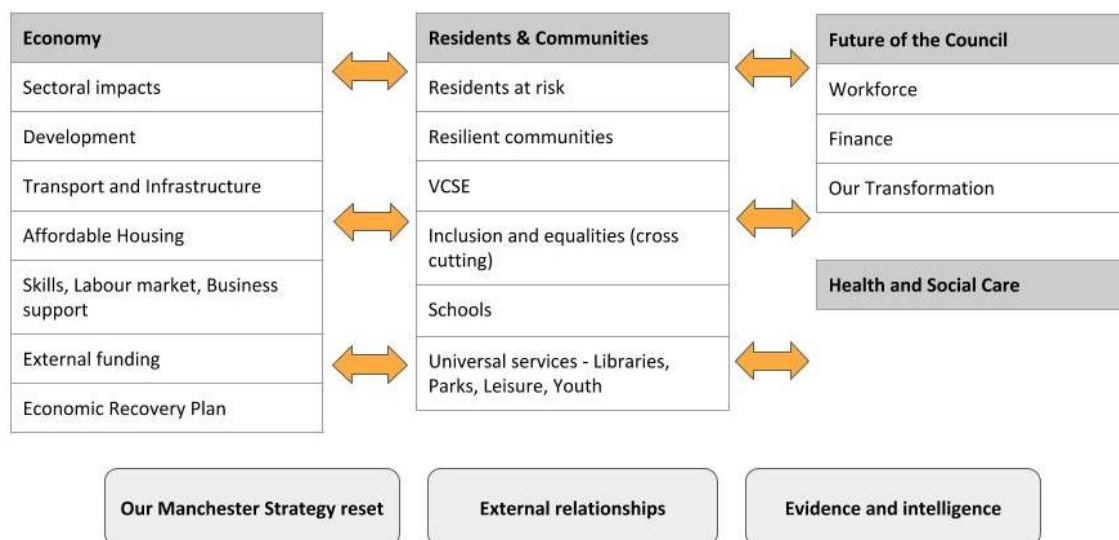 Economy
Sectoral impacts
Development
Transport and Infrastructure
Affordable Housing
Skills, Labour market, Business
support
External funding
Economic Recovery Plan
Residents & Communities
Residents at risk
Resilient communities
VCSE
Inclusion and equalities (cross
cutting)
Schools
Universal services - Libraries,
Parks, Leisure, Youth
Future of the Council
Workforce
Finance
Our Transformation
Health and Social Care
Our Manchester Strategy reset
External relationships
Evidence and intelligence